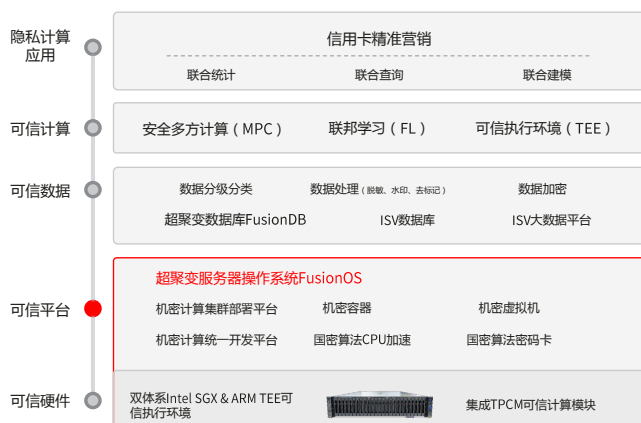 隐私计算
应用
信用卡精准营销
联合统计 联合查询 联合建模
可信计算
安全多方计算（MPC） 联邦学习（FL） 可信执行环境（TEE）
可信数据
数据分级分类 数据处理（脱敏、水印、去标记） 数据加密
超聚变数据库FusionDB ISV数据库 ISV大数据平台
可信平台
超聚变服务器操作系统FusionOS
机密计算集群部署平台 机密容器 机密虚拟机
机密计算统一开发平台 国密算法CPU加速 国密算法密码卡
可信硬件
双体系Intel SGX & ARM TEE可
信执行环境
集成TPCM可信计算模块